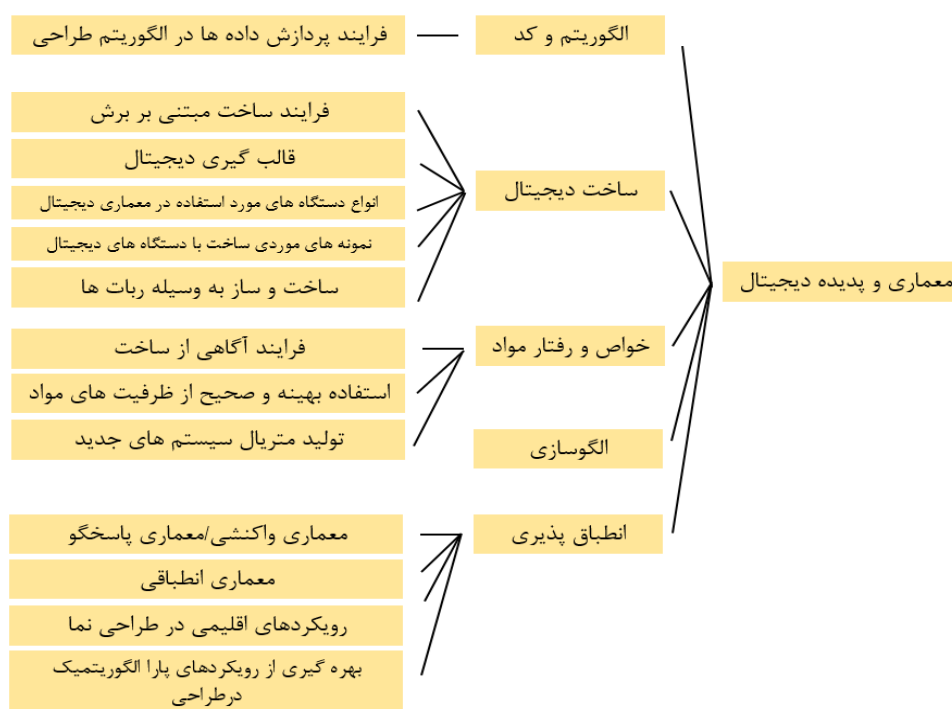 معماری و پدیده دیجیتال
الگوریتم و کد
فرایند پردازش داده ها در الگوریتم طراحی
ساخت دیجیتال
فرایند ساخت مبتنی بر برش
قالب گیری دیجیتال
انواع دستگاه های مورد استفاده در معماری دیجیتال
نمونه های موردی ساخت با دستگاه های دیجیتال
ساخت و ساز به وسیله ربات ها
خواص و رفتار مواد
فرایند آگاهی از ساخت
استفاده بهینه و صحیح از ظرفیت های مواد
تولید متریال سیستم های جدید
الگوسازی
انطباق پذیری
معماری واکنشی/معماری پاسخگو
معماری انطباقی
رویکردهای اقلیمی در طراحی نما
بهره گیری از رویکردهای پارا الگوریتمیک
درطراحی